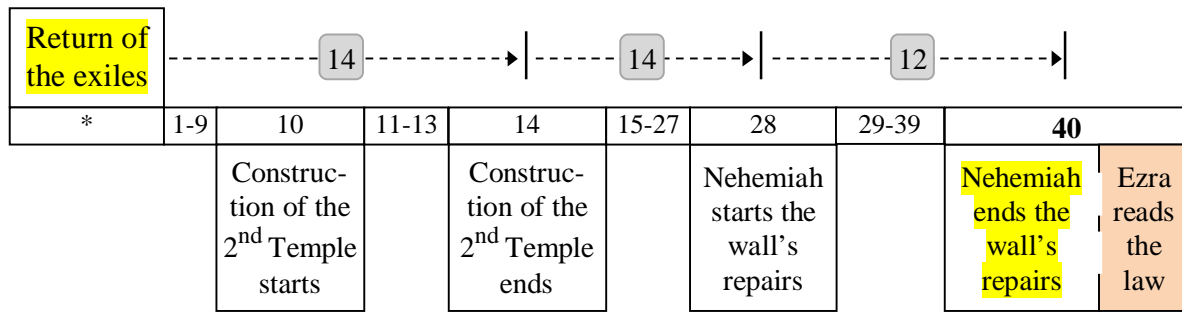 Return of
the exiles
14
14
12
*
1-9
10
11-13
14
15-27
28
29-39
40
Construc-
tion of the
2nd Temple
starts
Construc-
tion of the
2nd Temple
ends
Nehemiah
starts the
wall's
repairs
Nehemiah
ends the
wall's
repairs
Ezra
reads
the
law